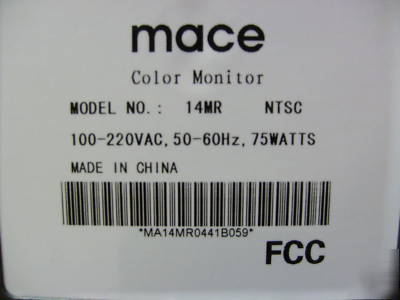 mace
Color Monitor
MODEL NO.: 14MR NTSC
100-220VAC, 50-60Hz, 75WATTS
MADE IN CHINA
*MA14MR0441B059*
FCC